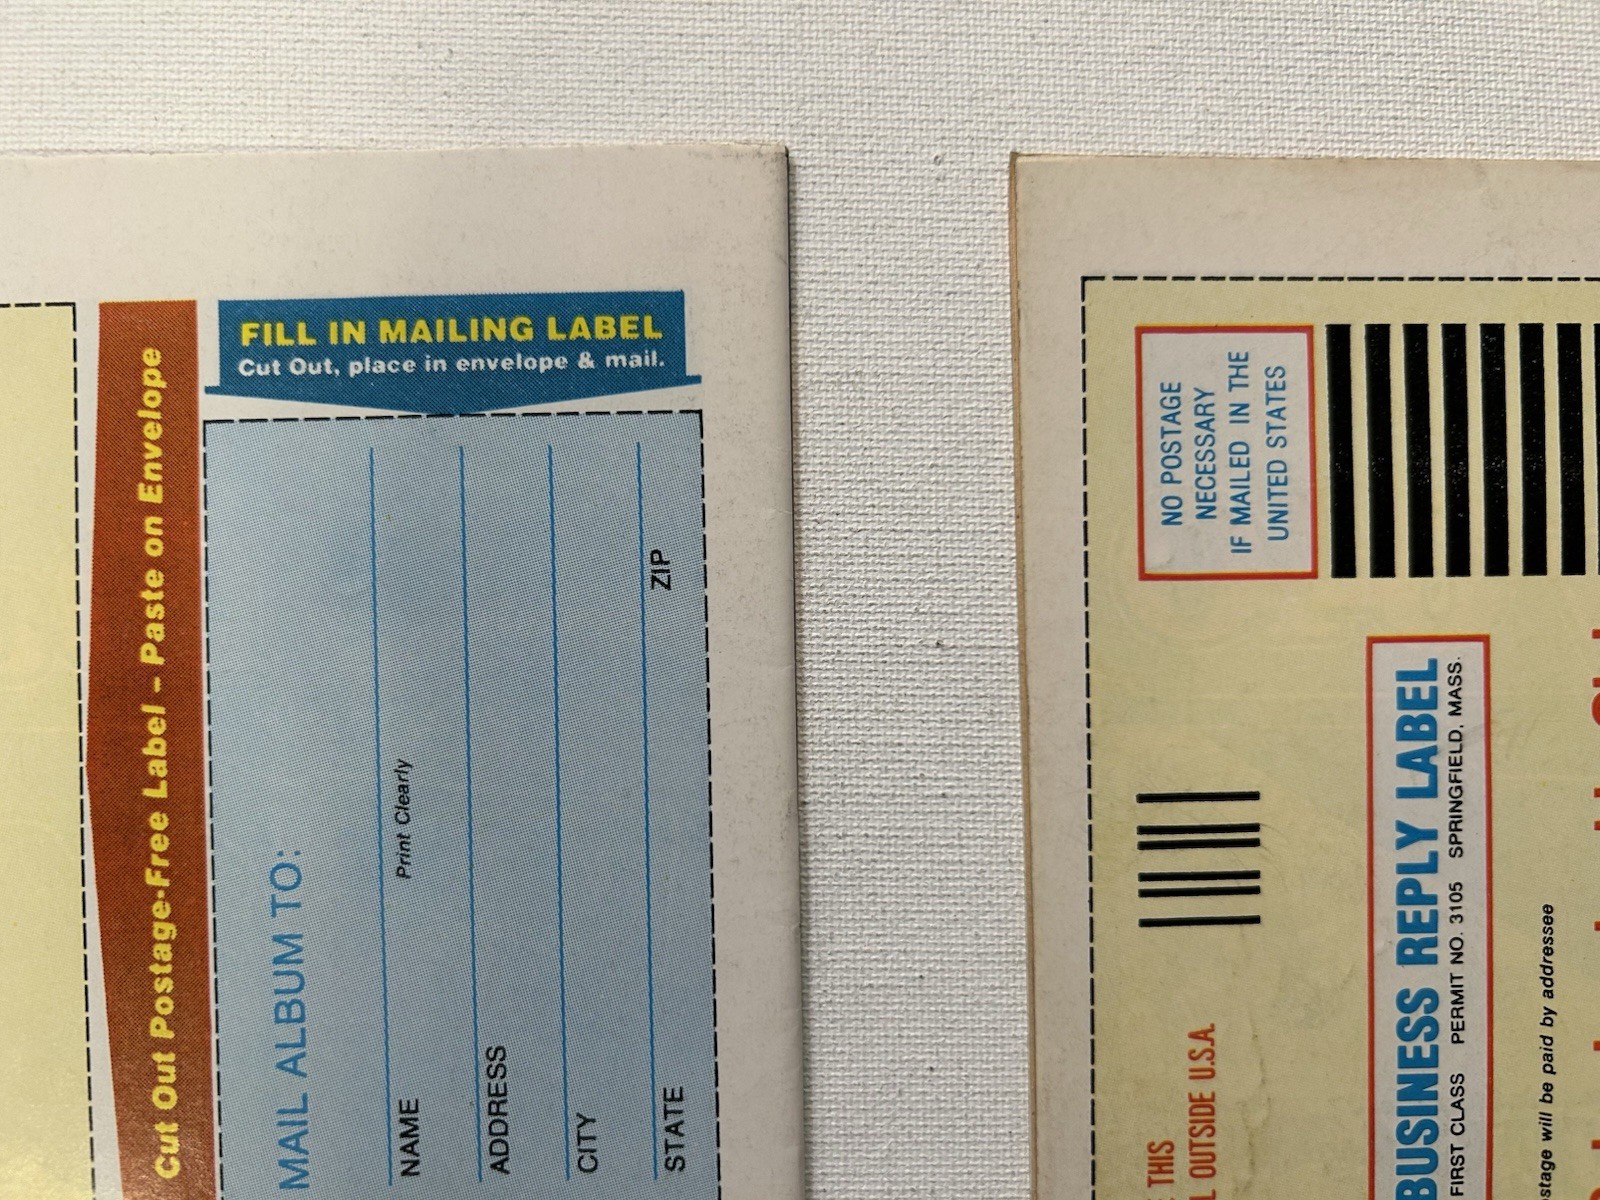 FILL IN MAILING LABEL
Cut Out, place in envelope & mail.
Cut Out Postage-Free Label – Paste on Envelope
MAIL ALBUM TO:
NAME
Print Clearly
ADDRESS
CITY
STATE ZIP
NO POSTAGE
NECESSARY
IF MAILED IN THE
UNITED STATES
THIS
OUTSIDE U.S.A.
BUSINESS REPLY LABEL
FIRST CLASS PERMIT NO. 3105 SPRINGFIELD, MASS.
will be paid by addressee